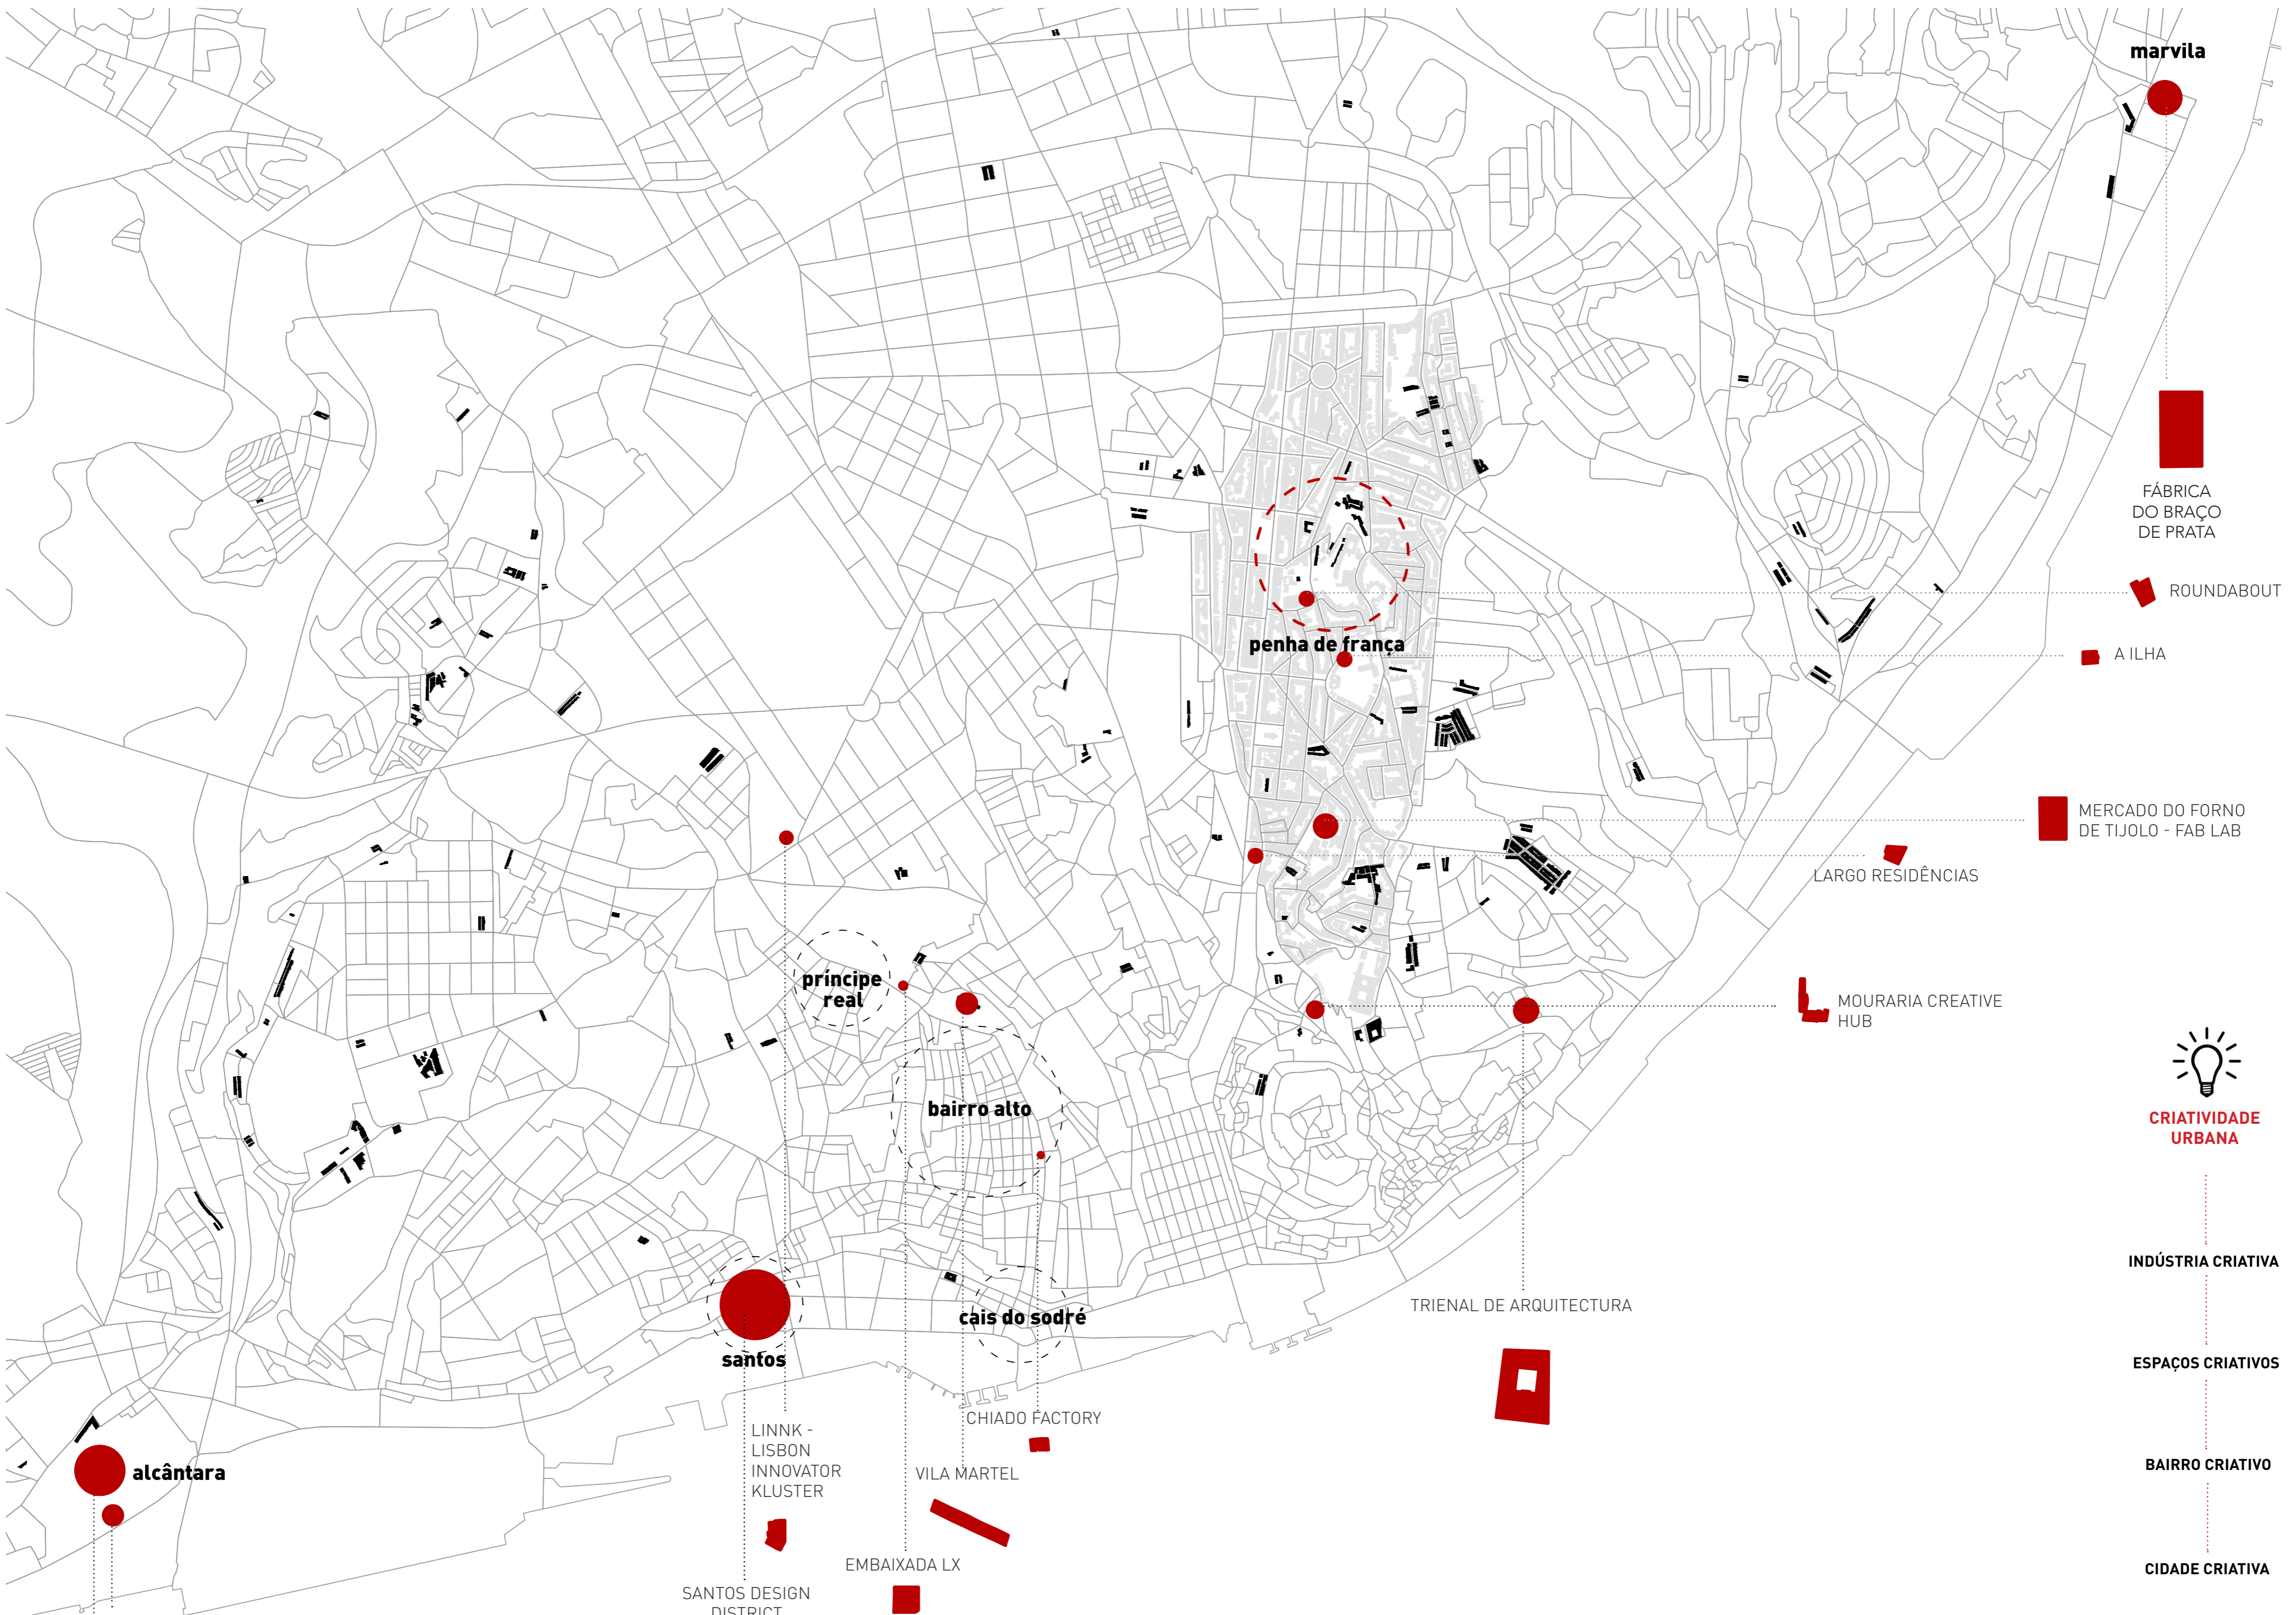 marvila
FÁBRICA
DO BRAÇO
DE PRATA
ROUNDABOUT
penha de frança
A ILHA
MERCADO DO FORNO
DE TIJOLO - FAB LAB
LARGO RESIDÊNCIAS
príncipe
real
MOURARIA CREATIVE
HUB
bairro alto
CRIATIVIDADE
URBANA
INDÚSTRIA CRIATIVA
cais do sodré
TRIENAL DE ARQUITECTURA
santos
ESPAÇOS CRIATIVOS
CHIADO FACTORY
LINNK -
LISBON
INNOVATOR
KLUSTER
alcântara
VILA MARTEL
BAIRRO CRIATIVO
EMBAIXADA LX
CIDADE CRIATIVA
SANTOS DESIGN
DISTRICT